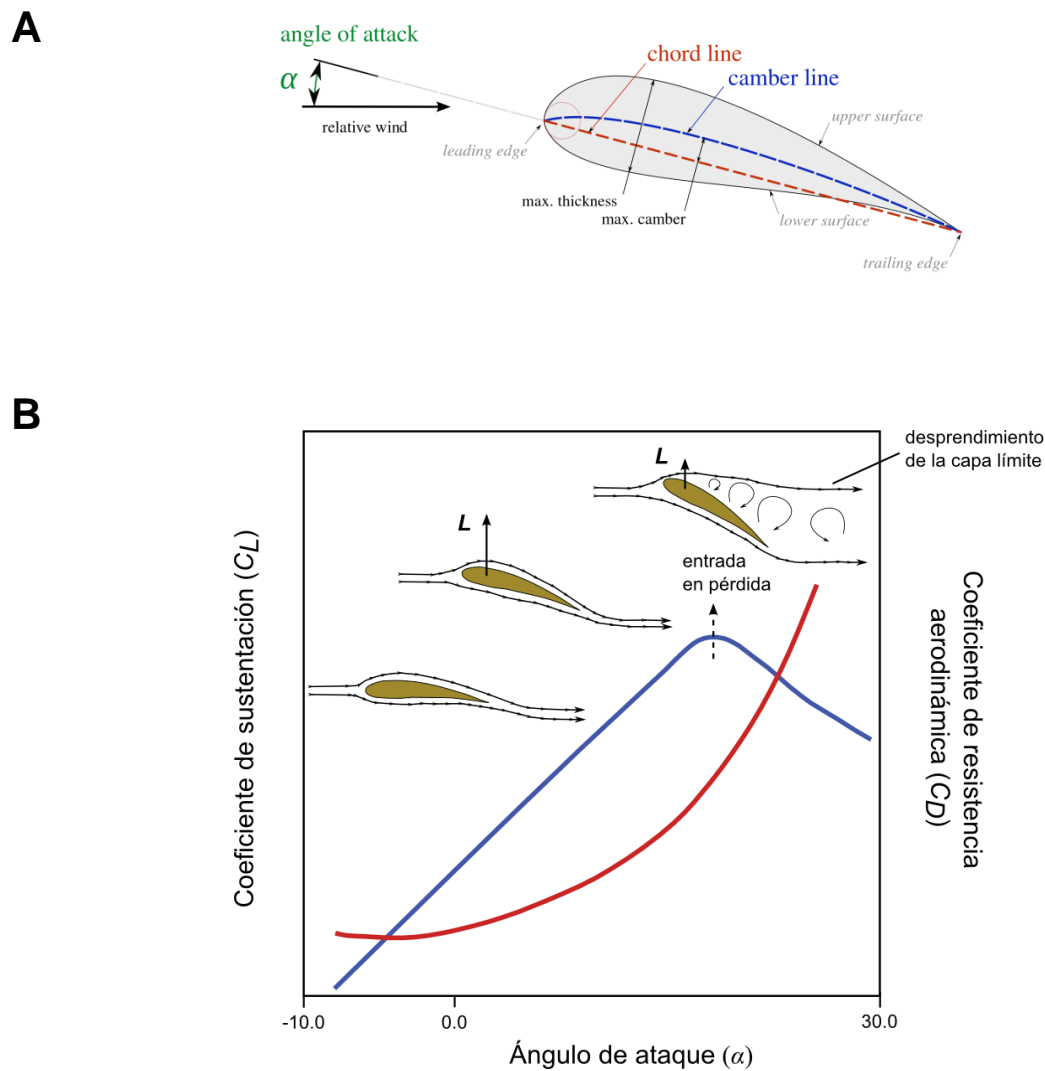 A
angle of attack
α
relative wind
chord line
camber line
upper surface
leading edge
max. thickness
max. camber
lower surface
trailing edge
B
desprendimiento
de la capa límite
L
L
entrada
en pérdida
Coeficiente de sustentación (CL)
Coeficiente de resistencia
aerodinámica (CD)
-10.0
0.0
30.0
Ángulo de ataque (α)